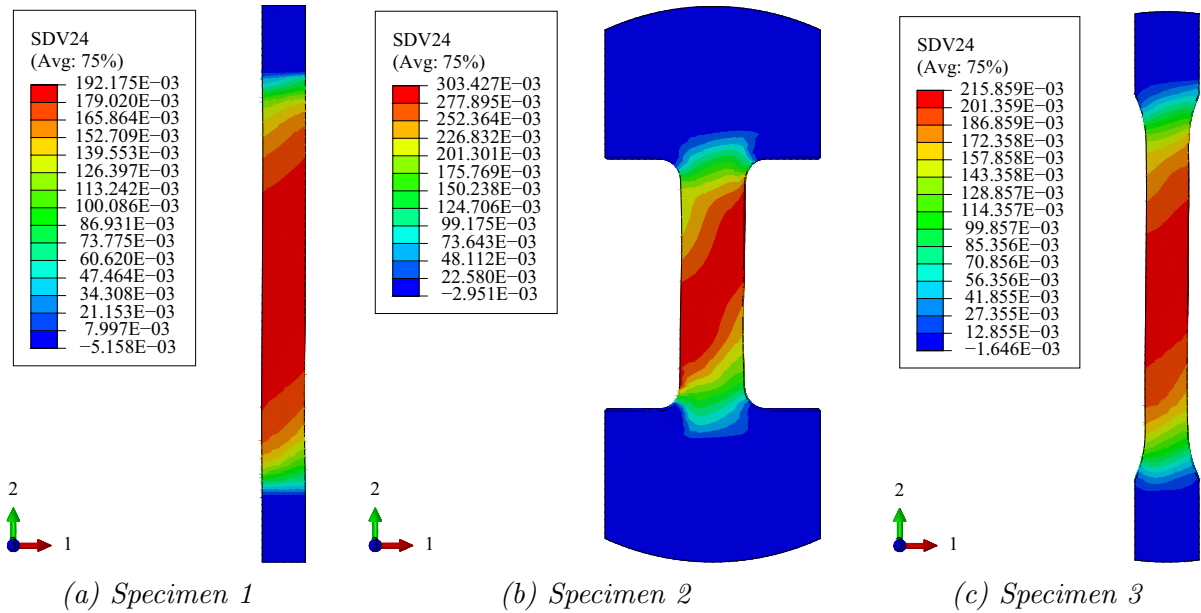 SDV24
(Avg: 75%)
192.175E−03
179.020E−03
165.864E−03
152.709E−03
139.553E−03
126.397E−03
113.242E−03
100.086E−03
86.931E−03
73.775E−03
60.620E−03
47.464E−03
34.308E−03
21.153E−03
7.997E−03
−5.158E−03
2
1
(a) Specimen 1
SDV24
(Avg: 75%)
303.427E−03
277.895E−03
252.364E−03
226.832E−03
201.301E−03
175.769E−03
150.238E−03
124.706E−03
99.175E−03
73.643E−03
48.112E−03
22.580E−03
−2.951E−03
2
1
(b) Specimen 2
SDV24
(Avg: 75%)
215.859E−03
201.359E−03
186.859E−03
172.358E−03
157.858E−03
143.358E−03
128.857E−03
114.357E−03
99.857E−03
85.356E−03
70.856E−03
56.356E−03
41.855E−03
27.355E−03
12.855E−03
−1.646E−03
2
1
(c) Specimen 3